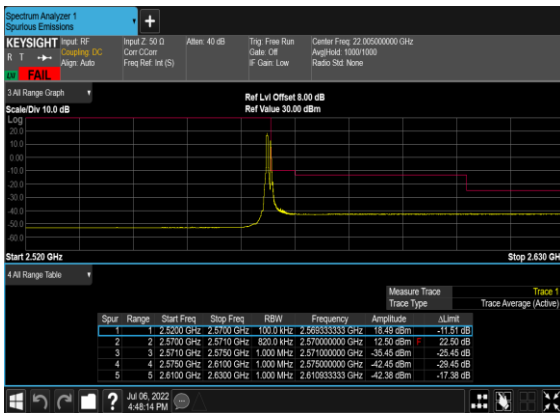 Spectrum Analyzer 1
Spurious Emissions
KEYSIGHT
Input: RF
Coupling: DC
Align: Auto
Input Z: 50 Ω
Corr CCorr
Freq Ref: Int (S)
Atten: 40 dB
Trig: Free Run
Gate: Off
IF Gain: Low
Center Freq: 22.005000000 GHz
Avg|Hold: 1000/1000
Radio Std: None
R T
LXI FAIL
3 All Range Graph
Scale/Div 10.0 dB
Ref Lvl Offset 8.00 dB
Ref Value 30.00 dBm
Log
20.0
10.0
0.00
-10.0
-20.0
-30.0
-40.0
-50.0
-60.0
Start 2.520 GHz
Stop 2.630 GH
4 All Range Table
Measure Trace Trace 1
Trace Type Trace Average (Active)
Spur Range Start Freq Stop Freq RBW Frequency Amplitude ΔLimit
1 1 2.5200 GHz 2.5700 GHz 100.0 kHz 2.569333333 GHz 18.49 dBm -11.51 dB
2 2 2.5700 GHz 2.5710 GHz 820.0 kHz 2.570000000 GHz 12.50 dBm F 22.50 dB
3 3 2.5710 GHz 2.5750 GHz 1.000 MHz 2.571000000 GHz -35.45 dBm -25.45 dB
4 4 2.5750 GHz 2.6100 GHz 1.000 MHz 2.575000000 GHz -42.45 dBm -29.45 dB
5 5 2.6100 GHz 2.6300 GHz 1.000 MHz 2.610933333 GHz -42.38 dBm -17.38 dB
Jul 06, 2022
4:48:14 PM